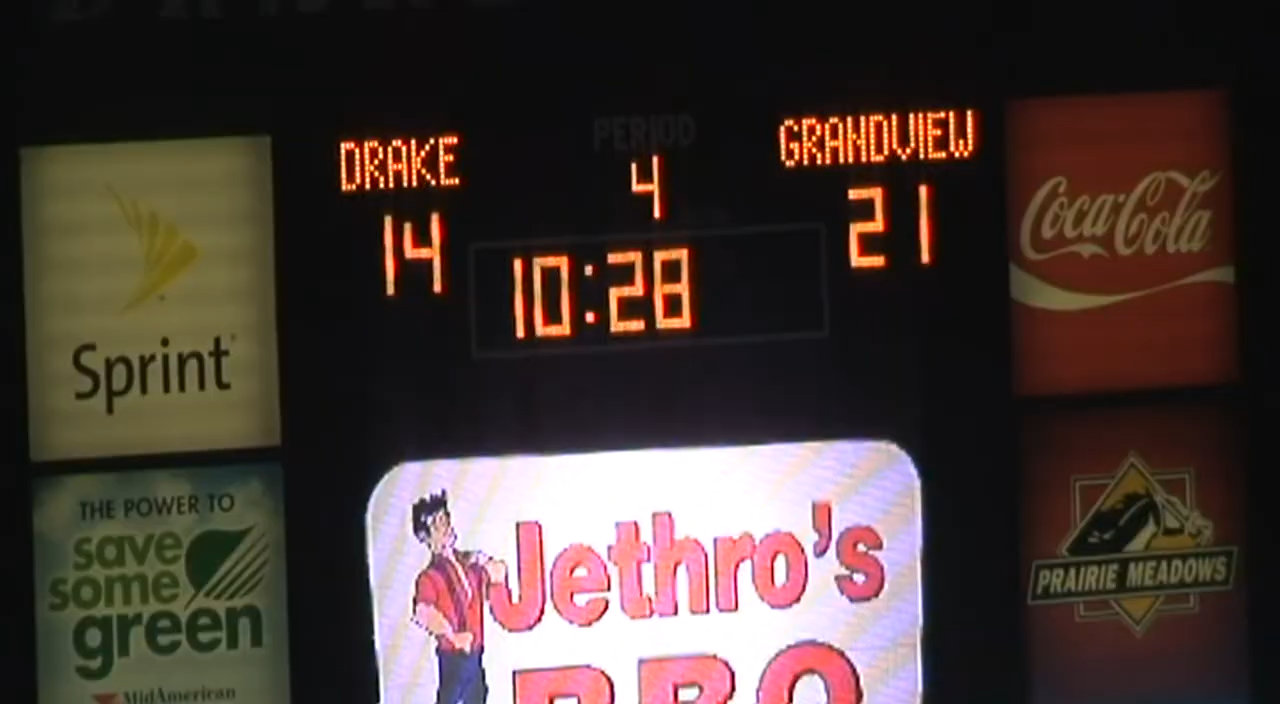 DRAKE
PERIOD
GRANDVIEW
14
4
21
10:28
Sprint
Coca-Cola
THE POWER TO
save
some
green
MidAmerican
Jethro's
BBQ
PRAIRIE MEADOWS